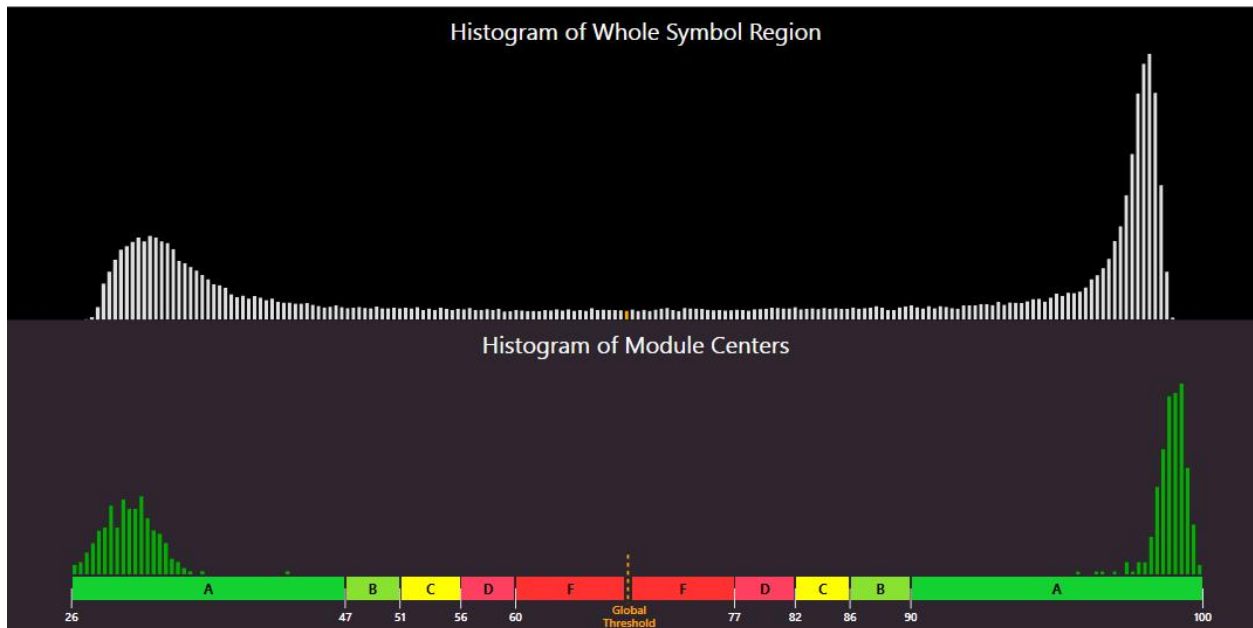 Histogram of Whole Symbol Region
Histogram of Module Centers
A B C D F F D C B A
26 47 51 56 60 Global Threshold 77 82 86 90 100